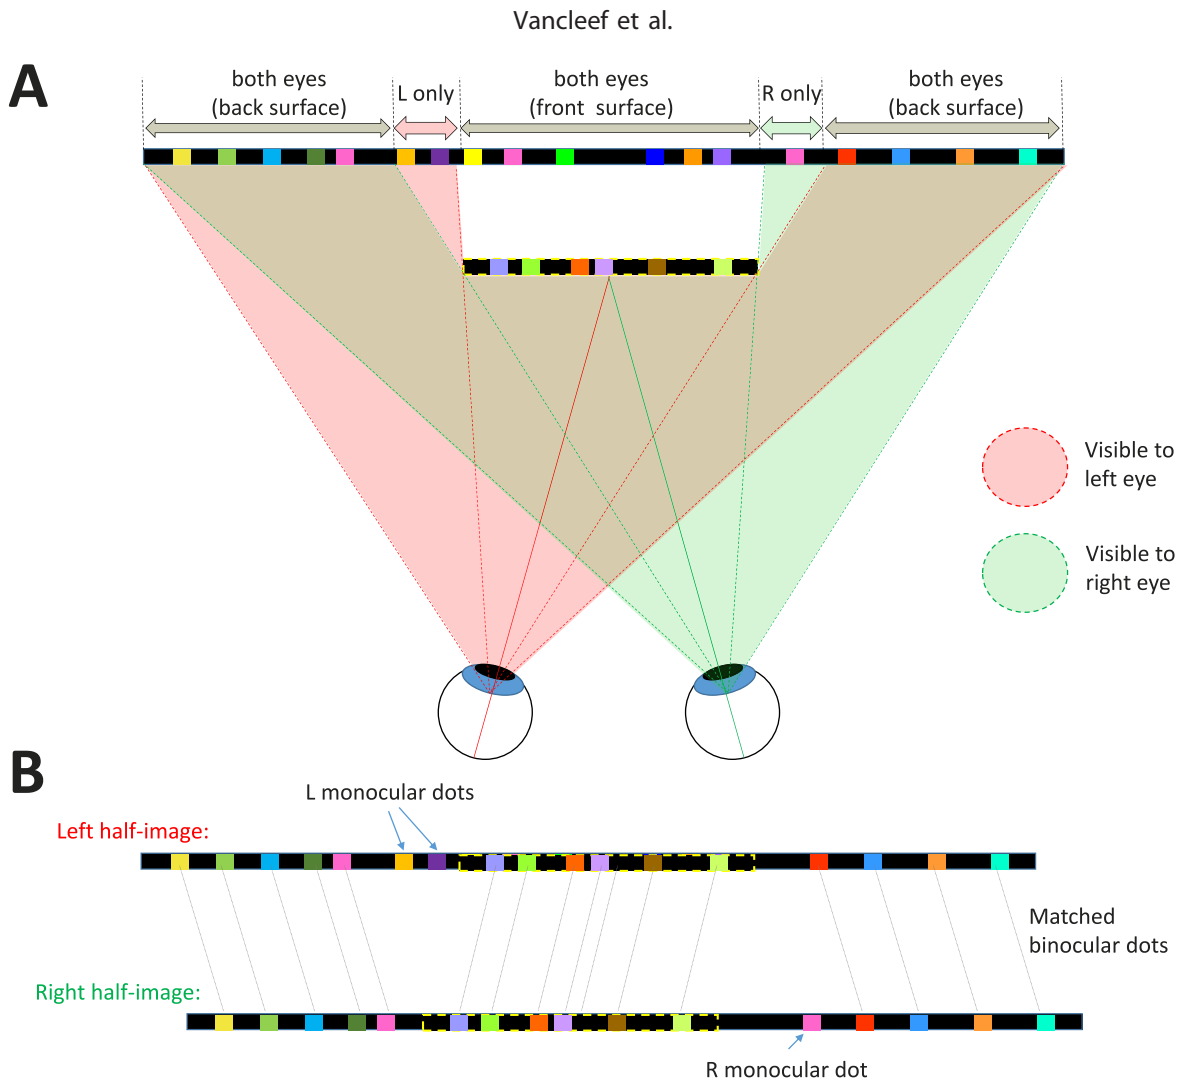 Vancleef et al.
A
both eyes
(back surface)
L only
both eyes
(front surface)
R only
both eyes
(back surface)
Visible to
left eye
Visible to
right eye
B
L monocular dots
Left half-image:
Matched
binocular dots
Right half-image:
R monocular dot